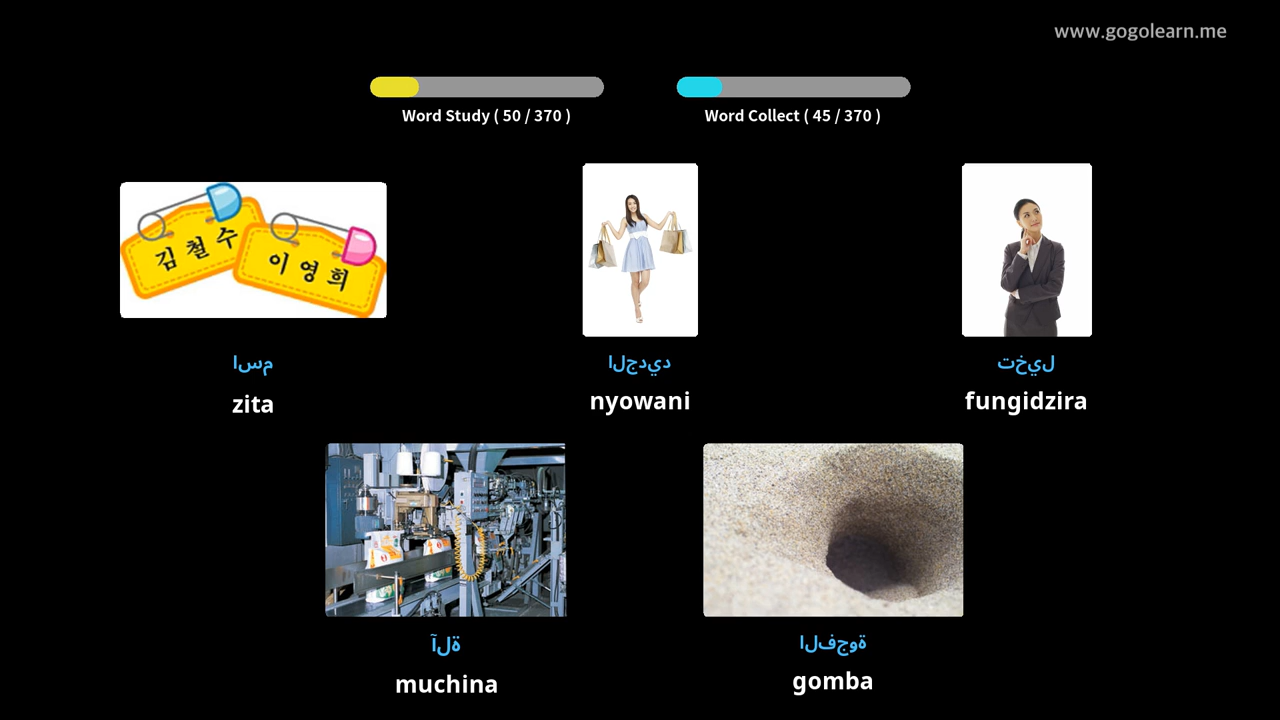 www.gogolearn.me
Word Study ( 50 / 370 )
Word Collect ( 45 / 370 )
김철수
이영희
اسم
zita
الجديد
nyowani
تخيل
fungidzira
آلة
muchina
الفجوة
gomba